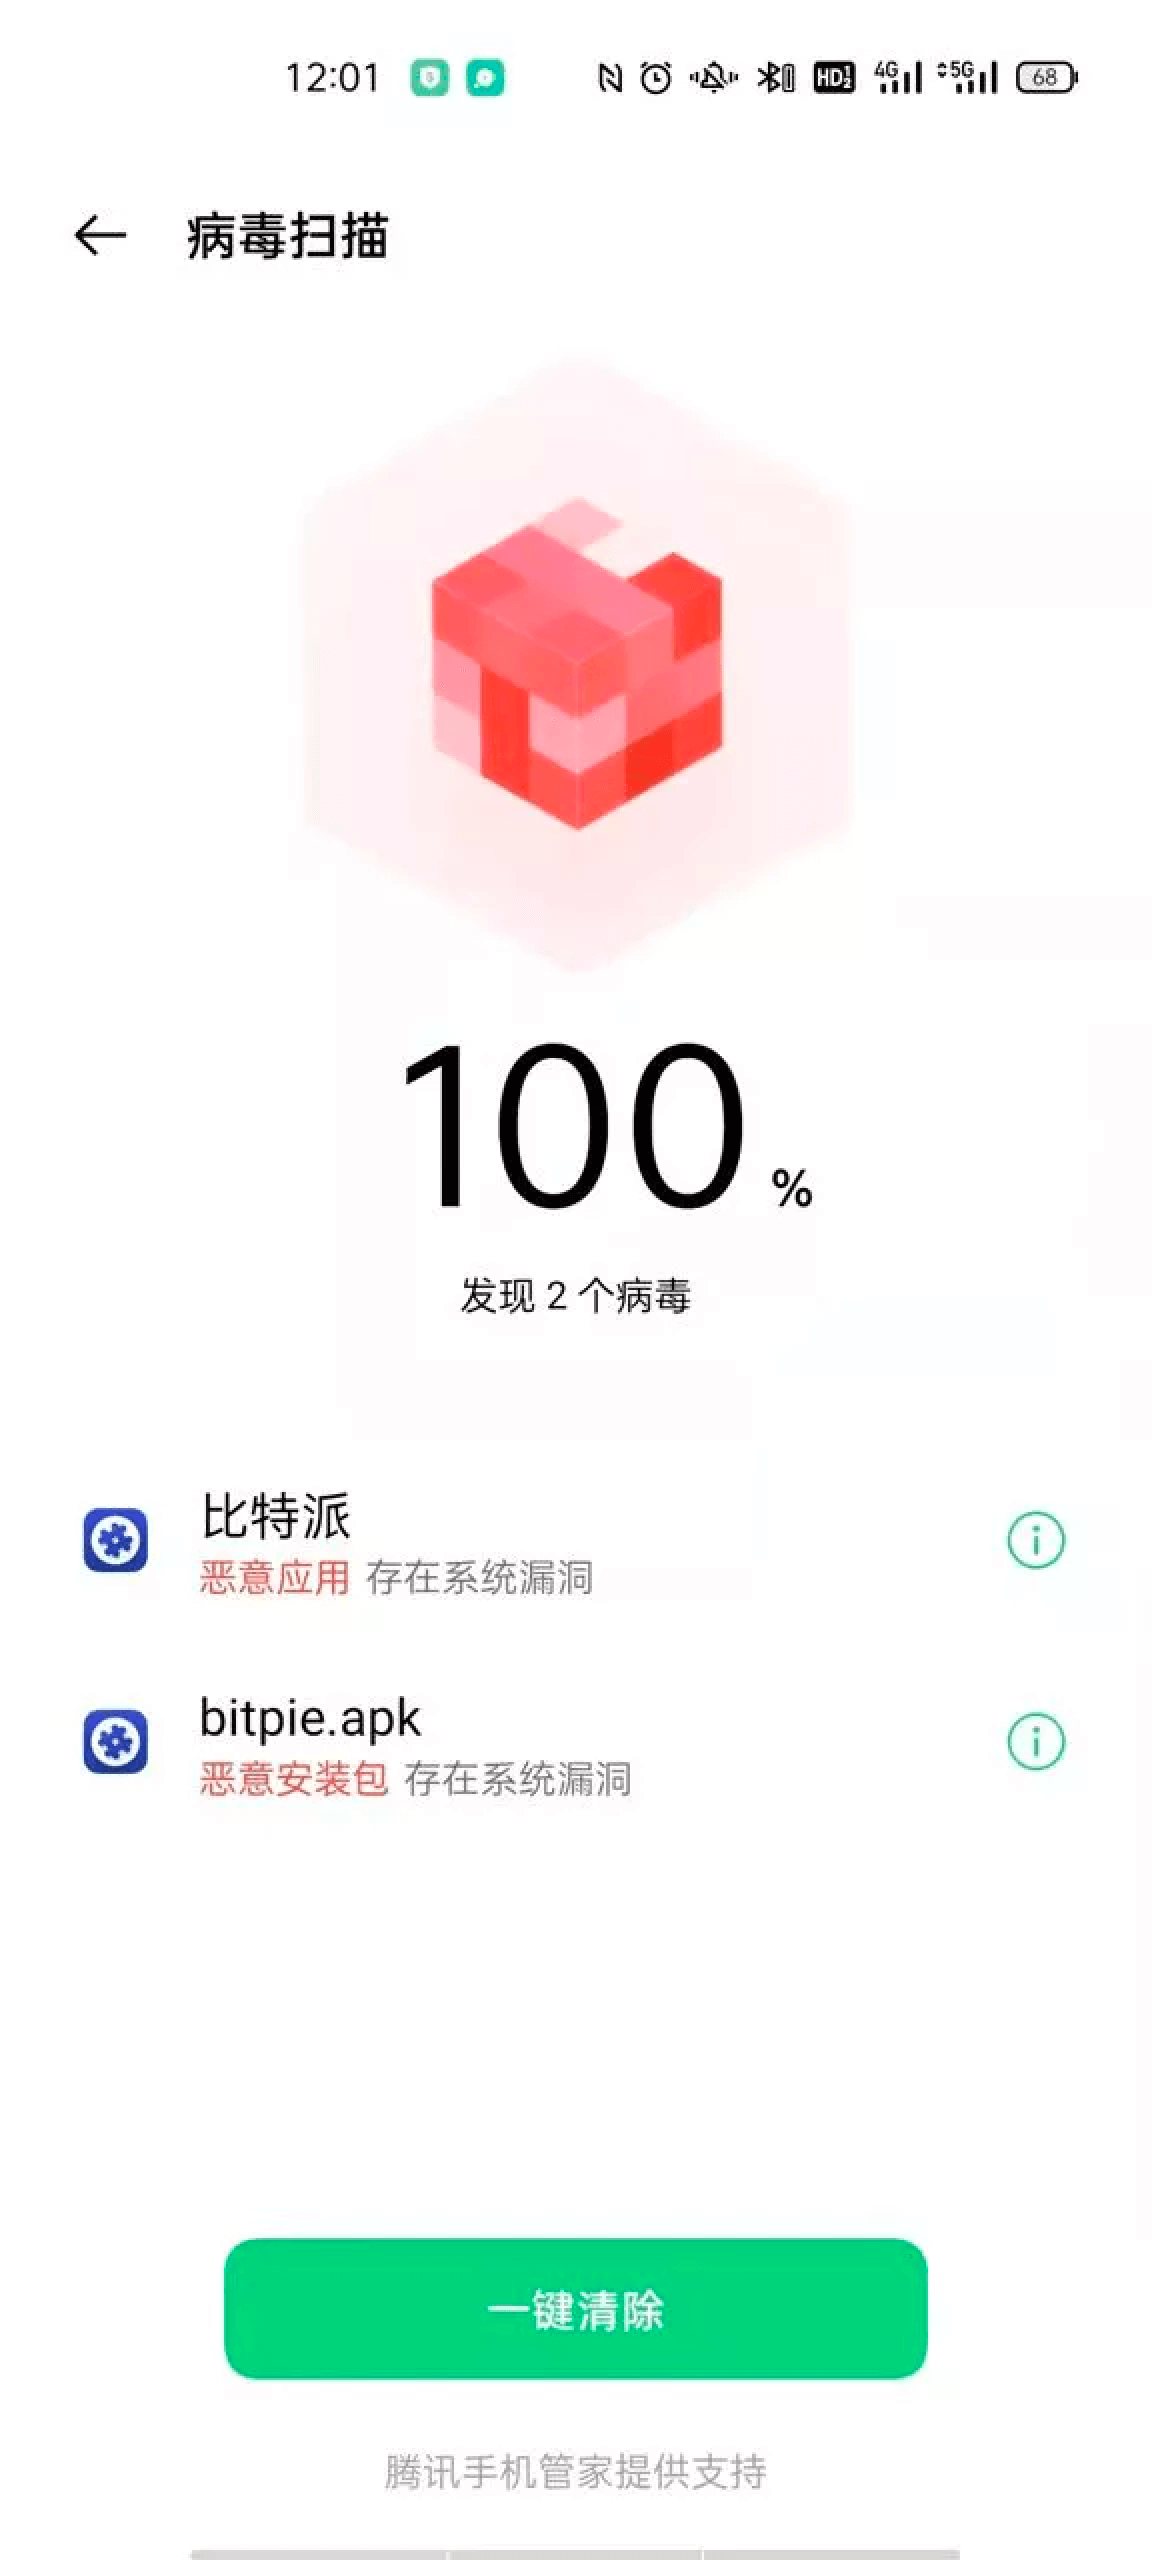 12:01
HD 1 2
4G
5G
68
病毒扫描
100 %
发现 2 个病毒
比特派
恶意应用 存在系统漏洞
bitpie.apk
恶意安装包 存在系统漏洞
一键清除
腾讯手机管家提供支持